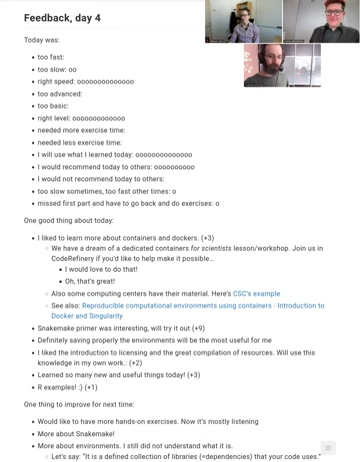 Feedback, day 4
Today was:
too fast:
too slow: oo
right speed: oooooooooooooo
too advanced:
too basic:
right level: ooooooooooooo
needed more exercise time:
needed less exercise time:
I will use what I learned today: oooooooooooooo
I would recommend today to others: oooooooooo
I would not recommend today to others:
too slow sometimes, too fast other times: o
missed first part and have to go back and do exercises: o
One good thing about today:
I liked to learn more about containers and dockers. (+3)
We have a dream of a dedicated containers for scientists lesson/workshop. Join us in
CodeRefinery if you'd like to help make it possible…
I would love to do that!
Oh, that's great!
Also some computing centers have their material. Here's CSC's example
See also: Reproducible computational environments using containers - Introduction to
Docker and Singularity
Snakemake primer was interesting, will try it out (+9)
Definitely saving properly the environments will be the most useful for me
I liked the introduction to licensing and the great compilation of resources. Will use this
knowledge in my own work.: (+2)
Learned so many new and useful things today! (+3)
R examples! :) (+1)
One thing to improve for next time:
Would like to have more hands-on exercises. Now it's mostly listening
More about Snakemake!
More about environments. I still did not understand what it is.
Let's say: "It is a defined collection of libraries (=dependencies) that your code uses."